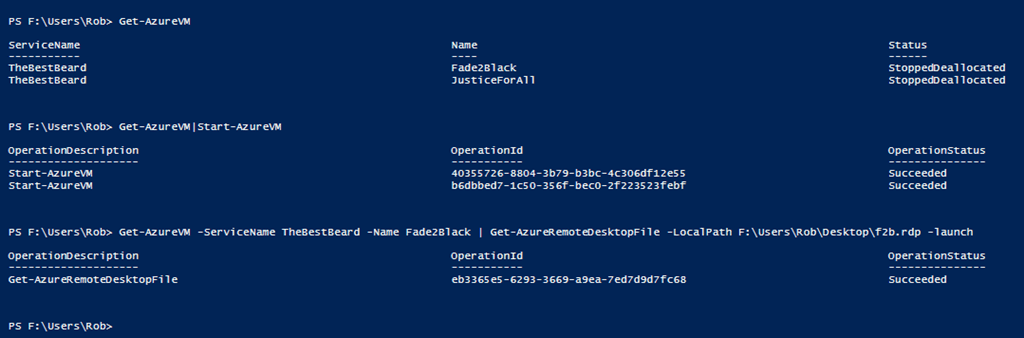 PS F:\Users\Rob> Get-AzureVM
ServiceName Name Status
----------- ---- ------
TheBestBeard Fade2Black StoppedDeallocated
TheBestBeard JusticeForAll StoppedDeallocated
PS F:\Users\Rob> Get-AzureVM|Start-AzureVM
OperationDescription OperationId OperationStatus
-------------------- ----------- ---------------
Start-AzureVM 40355726-8804-3b79-b3bc-4c306df12e55 Succeeded
Start-AzureVM b6dbbed7-1c50-356f-bec0-2f223523febf Succeeded
PS F:\Users\Rob> Get-AzureVM -ServiceName TheBestBeard -Name Fade2Black | Get-AzureRemoteDesktopFile -LocalPath F:\Users\Rob\Desktop\f2b.rdp -launch
OperationDescription OperationId OperationStatus
-------------------- ----------- ---------------
Get-AzureRemoteDesktopFile eb3365e5-6293-3669-a9ea-7ed7d9d7fc68 Succeeded
PS F:\Users\Rob>